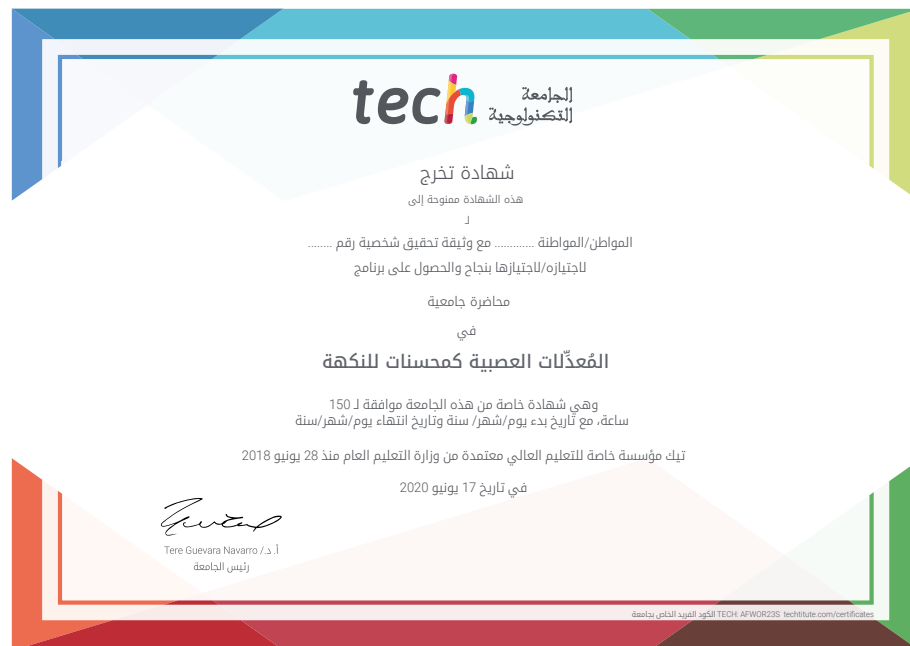 tech الجامعة
التكنولوجية
شهادة تخرج
هذه الشهادة ممنوحة إلى
لـ
المواطن/المواطنة ............ مع وثيقة تحقيق شخصية رقم ........
لاجتيازه/لاجتيازها بنجاح والحصول على برنامج
محاضرة جامعية
في
المُعدِّلات العصبية كمحسنات للنكهة
وهي شهادة خاصة من هذه الجامعة موافقة لـ 150
ساعة، مع تاريخ بدء يوم/شهر/ سنة وتاريخ انتهاء يوم/شهر/سنة
تيك مؤسسة خاصة للتعليم العالي معتمدة من وزارة التعليم العام منذ 28 يونيو 2018
في تاريخ 17 يونيو 2020
أ. د./ Tere Guevara Navarro
رئيس الجامعة
الكود الفريد الخاص بجامعة TECH: AFWOR23S techtitute.com/certificates